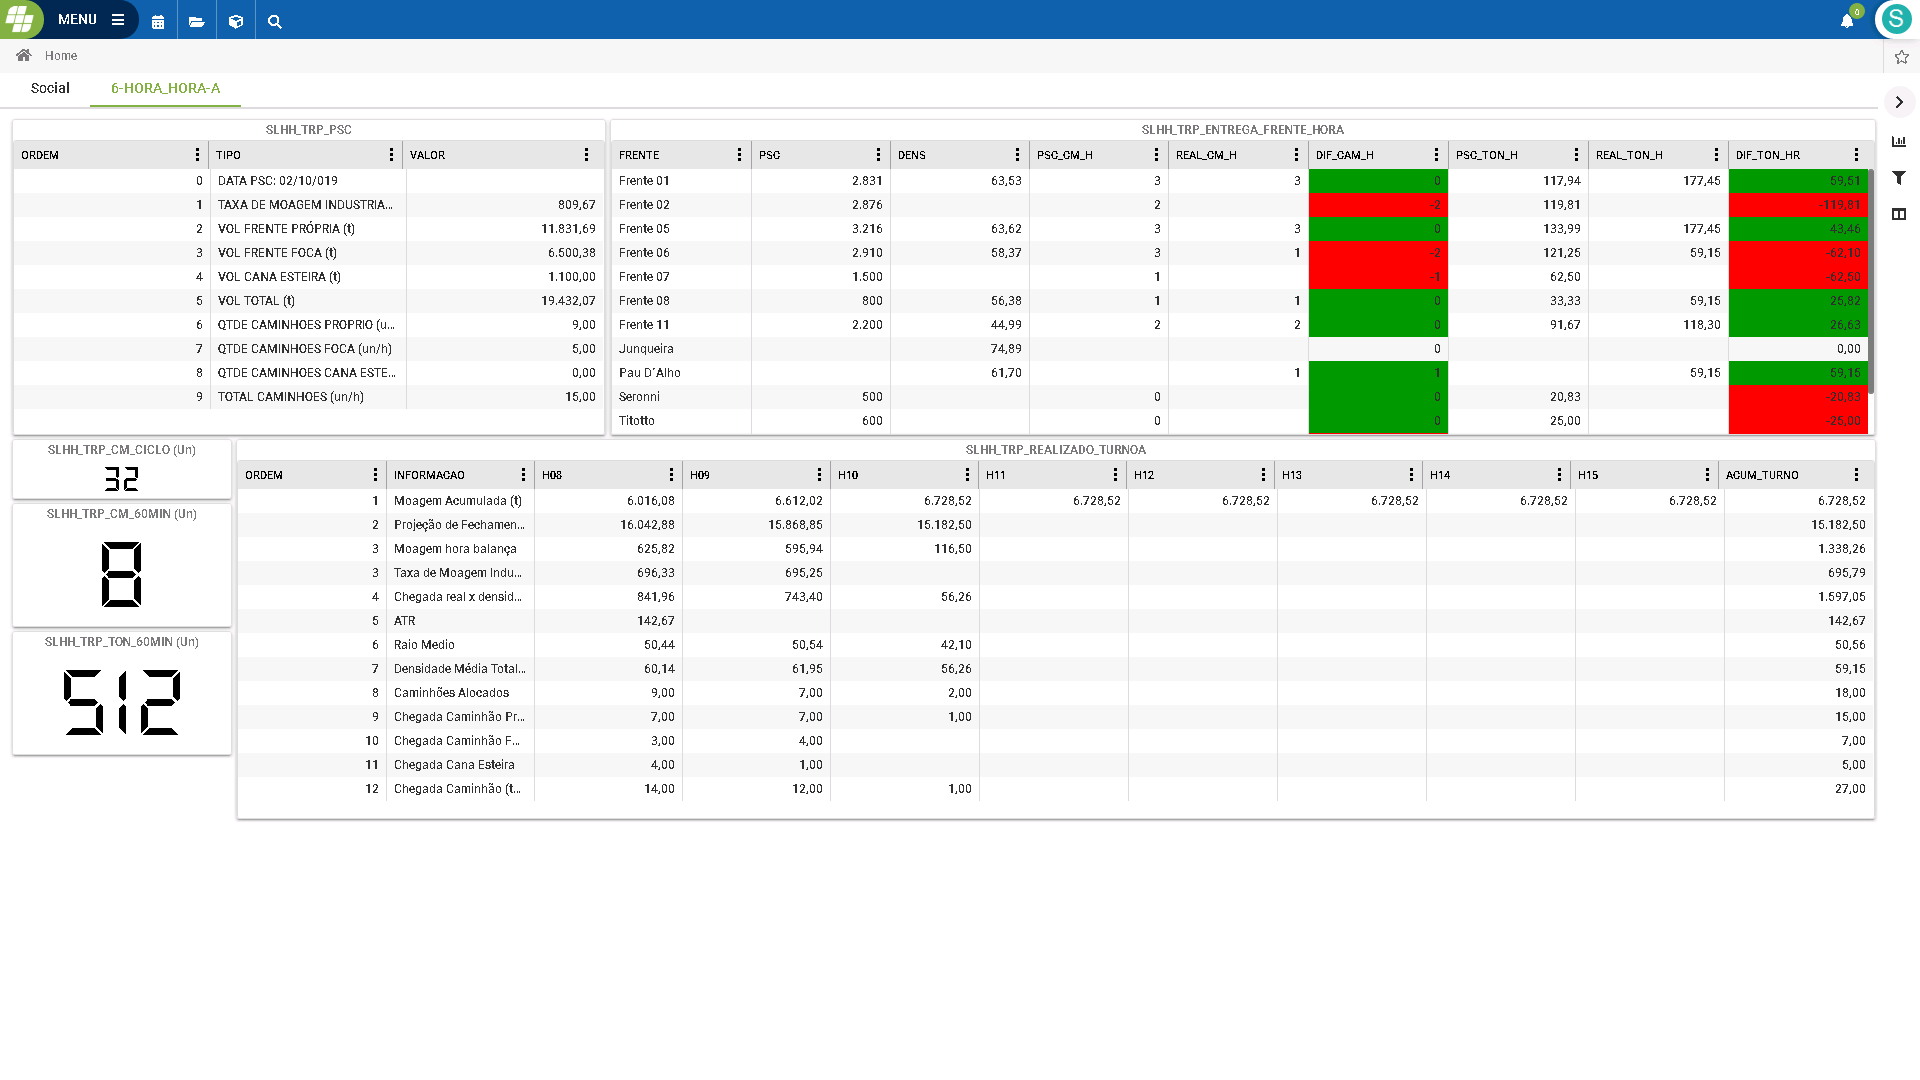 MENU
0
S
Home
Social 6-HORA_HORA-A
SLHH_TRP_PSC
ORDEM TIPO VALOR
0 DATA PSC: 02/10/019
1 TAXA DE MOAGEM INDUSTRIA... 809,67
2 VOL FRENTE PRÓPRIA (t) 11.831,69
3 VOL FRENTE FOCA (t) 6.500,38
4 VOL CANA ESTEIRA (t) 1.100,00
5 VOL TOTAL (t) 19.432,07
6 QTDE CAMINHOES PROPRIO (u... 9,00
7 QTDE CAMINHOES FOCA (un/h) 5,00
8 QTDE CAMINHOES CANA ESTE... 0,00
9 TOTAL CAMINHOES (un/h) 15,00
SLHH_TRP_ENTREGA_FRENTE_HORA
FRENTE PSC DENS PSC_CM_H REAL_CM_H DIF_CAM_H PSC_TON_H REAL_TON_H DIF_TON_HR
Frente 01 2.831 63,53 3 3 0 117,94 177,45 59,51
Frente 02 2.876 2 -2 119,81 -119,81
Frente 05 3.216 63,62 3 3 0 133,99 177,45 43,46
Frente 06 2.910 58,37 3 1 -2 121,25 59,15 -62,10
Frente 07 1.500 1 -1 62,50 -62,50
Frente 08 800 56,38 1 1 0 33,33 59,15 25,82
Frente 11 2.200 44,99 2 2 0 91,67 118,30 26,63
Junqueira 74,89 0 0,00
Pau D´Alho 61,70 1 1 59,15 59,15
Seronni 500 0 0 20,83 -20,83
Titotto 600 0 0 25,00 -25,00
SLHH_TRP_CM_CICLO (Un)
32
SLHH_TRP_CM_60MIN (Un)
8
SLHH_TRP_TON_60MIN (Un)
512
SLHH_TRP_REALIZADO_TURNOA
ORDEM INFORMACAO H08 H09 H10 H11 H12 H13 H14 H15 ACUM_TURNO
1 Moagem Acumulada (t) 6.016,08 6.612,02 6.728,52 6.728,52 6.728,52 6.728,52 6.728,52 6.728,52 6.728,52
2 Projeção de Fechamen... 16.042,88 15.868,85 15.182,50 15.182,50
3 Moagem hora balança 625,82 595,94 116,50 1.338,26
3 Taxa de Moagem Indu... 696,33 695,25 695,79
4 Chegada real x densid... 841,96 743,40 56,26 1.597,05
5 ATR 142,67 142,67
6 Raio Medio 50,44 50,54 42,10 50,56
7 Densidade Média Total... 60,14 61,95 56,26 59,15
8 Caminhões Alocados 9,00 7,00 2,00 18,00
9 Chegada Caminhão Pr... 7,00 7,00 1,00 15,00
10 Chegada Caminhão F... 3,00 4,00 7,00
11 Chegada Cana Esteira 4,00 1,00 5,00
12 Chegada Caminhão (t... 14,00 12,00 1,00 27,00